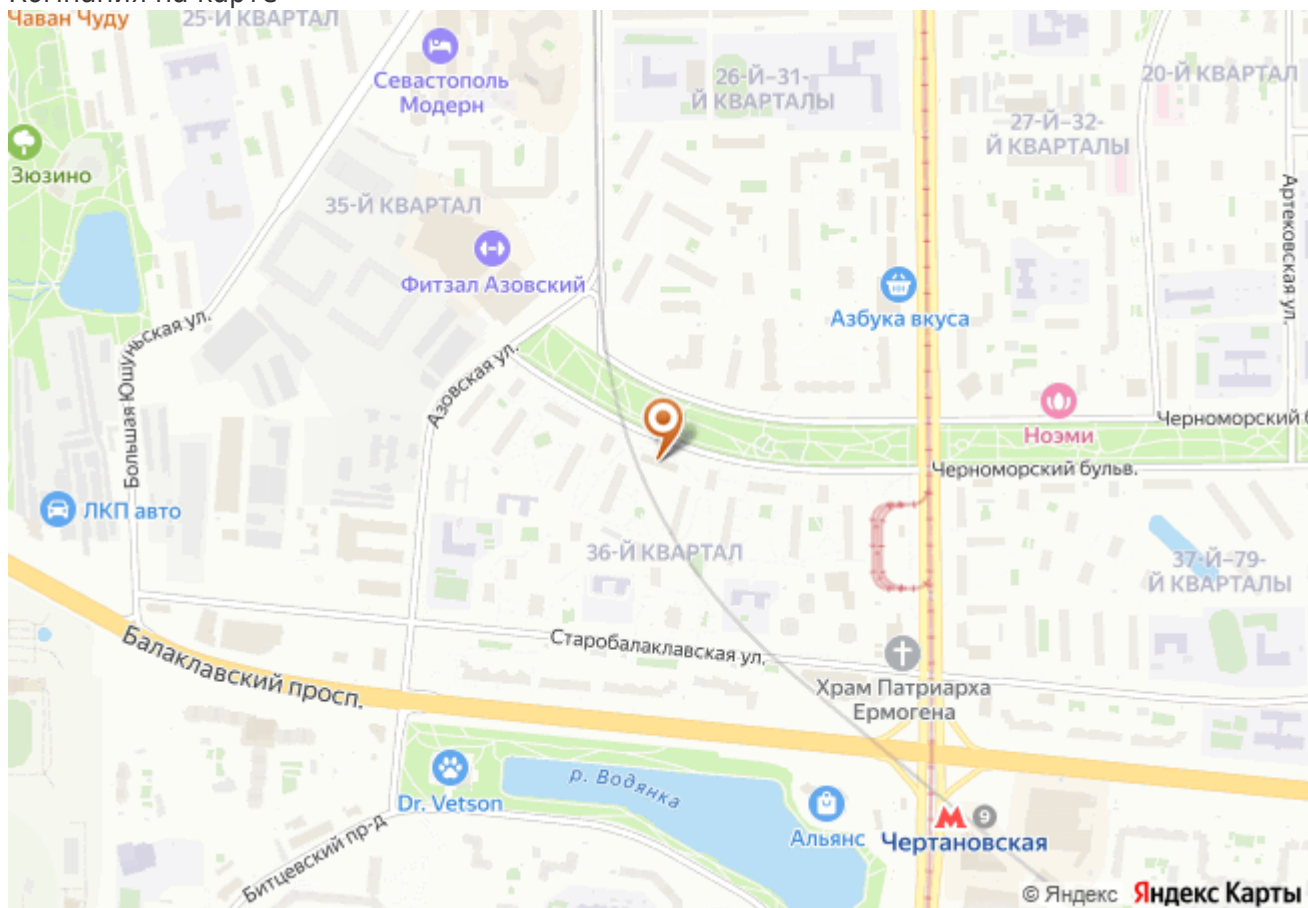 Компания на карте
Чаван Чуду
25-Й КВАРТАЛ
Севастополь
Модерн
26-Й–31-
Й КВАРТАЛЫ
20-Й КВАРТАЛ
27-Й–32-
Й КВАРТАЛЫ
Зюзино
35-Й КВАРТАЛ
Артековская ул.
Фитзал Азовский
Азбука вкуса
Большая Юшуньская ул.
Азовская ул.
Ноэми
Черноморский б
Черноморский бульв.
ЛКП авто
36-Й КВАРТАЛ
37-Й–79-
Й КВАРТАЛЫ
Старобалаклавская ул.
Балаклавский просп.
Храм Патриарха
Ермогена
р. Водянка
Dr. Vetson
Альянс
9
Чертановская
Битцевский пр-д
© Яндекс Яндекс Карты